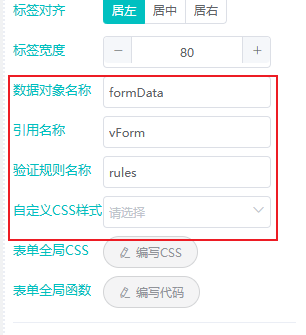 标签对齐 居左 居中 居右
标签宽度 − 80 +
数据对象名称 formData
引用名称 vForm
验证规则名称 rules
自定义CSS样式 请选择
表单全局CSS 编写CSS
表单全局函数 编写代码